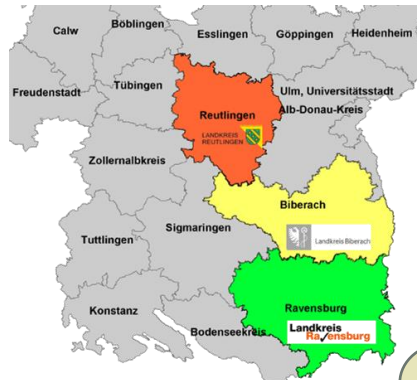 Calw
Böblingen
Esslingen
Göppingen
Heidenheim
Freudenstadt
Tübingen
Ulm, Universitätsstadt
Alb-Donau-Kreis
Reutlingen
LANDKREIS
REUTLINGEN
Zollernalbkreis
Biberach
Landkreis Biberach
Sigmaringen
Tuttlingen
Konstanz
Bodenseekreis
Ravensburg
Landkreis
Ravensburg